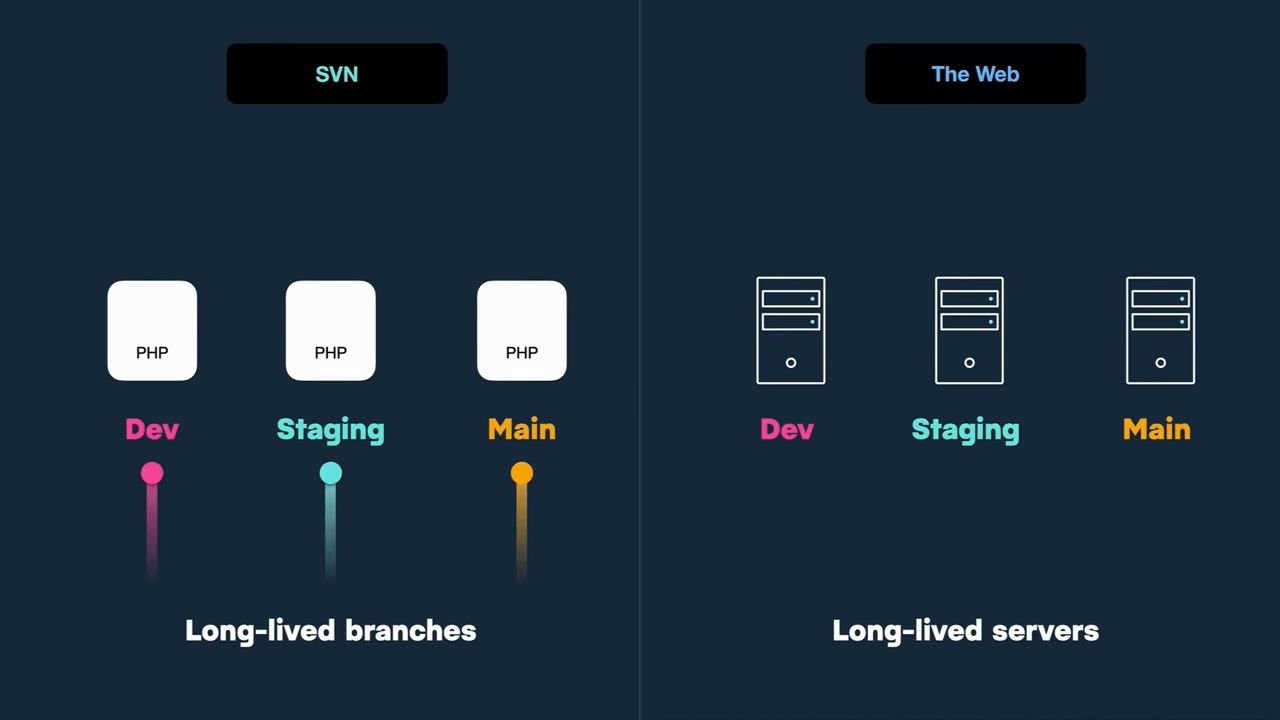 SVN
PHP
PHP
PHP
Dev
Staging
Main
Long-lived branches
The Web
Dev
Staging
Main
Long-lived servers